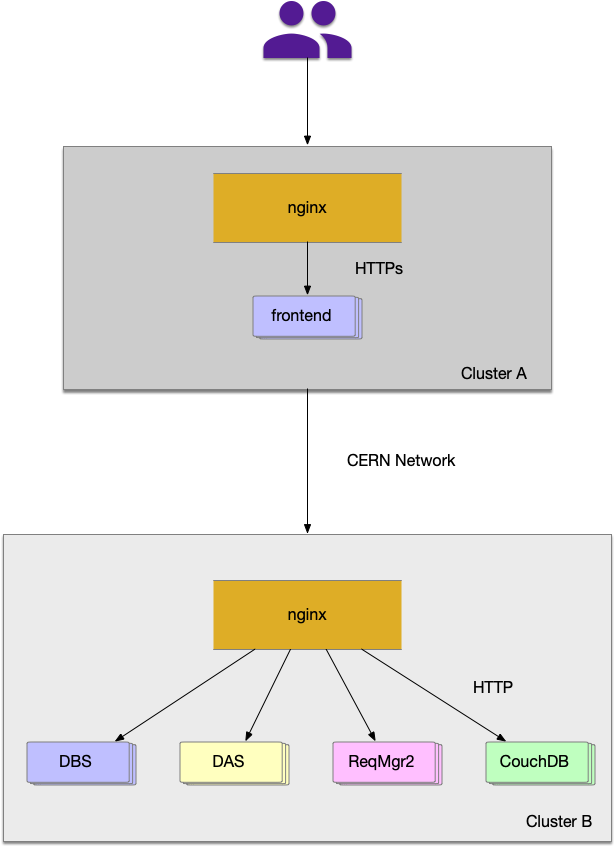 nginx
HTTPs
frontend
Cluster A
CERN Network
nginx
HTTP
DBS
DAS
ReqMgr2
CouchDB
Cluster B